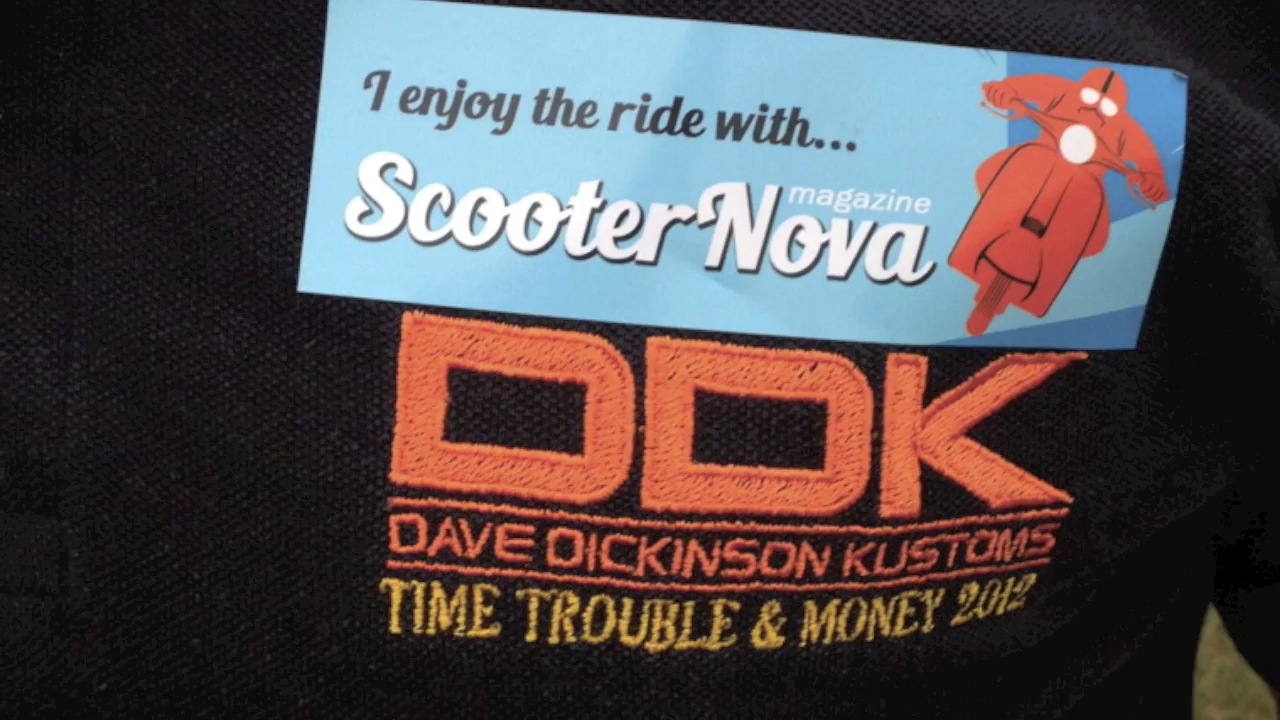 I enjoy the ride with...
magazine
ScooterNova
DDK
DAVE DICKINSON KUSTOMS
TIME TROUBLE & MONEY 2012